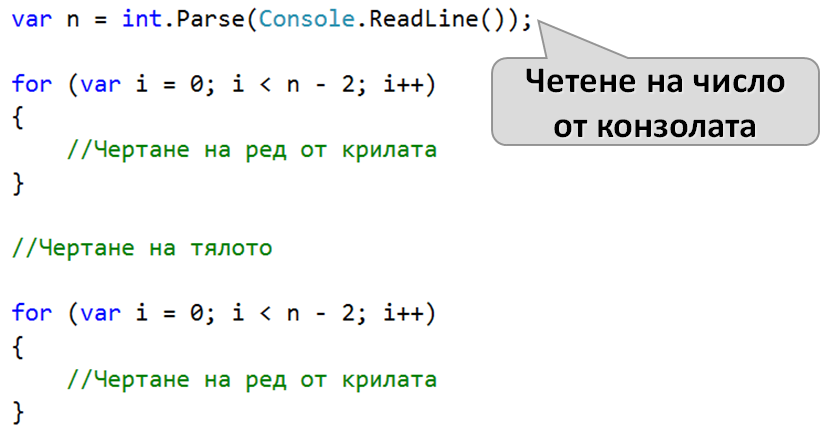 var n = int.Parse(Console.ReadLine());
for (var i = 0; i < n - 2; i++)
{
    //Чертане на ред от крилата
}
//Чертане на тялото
for (var i = 0; i < n - 2; i++)
{
    //Чертане на ред от крилата
}
Четене на число
от конзолата